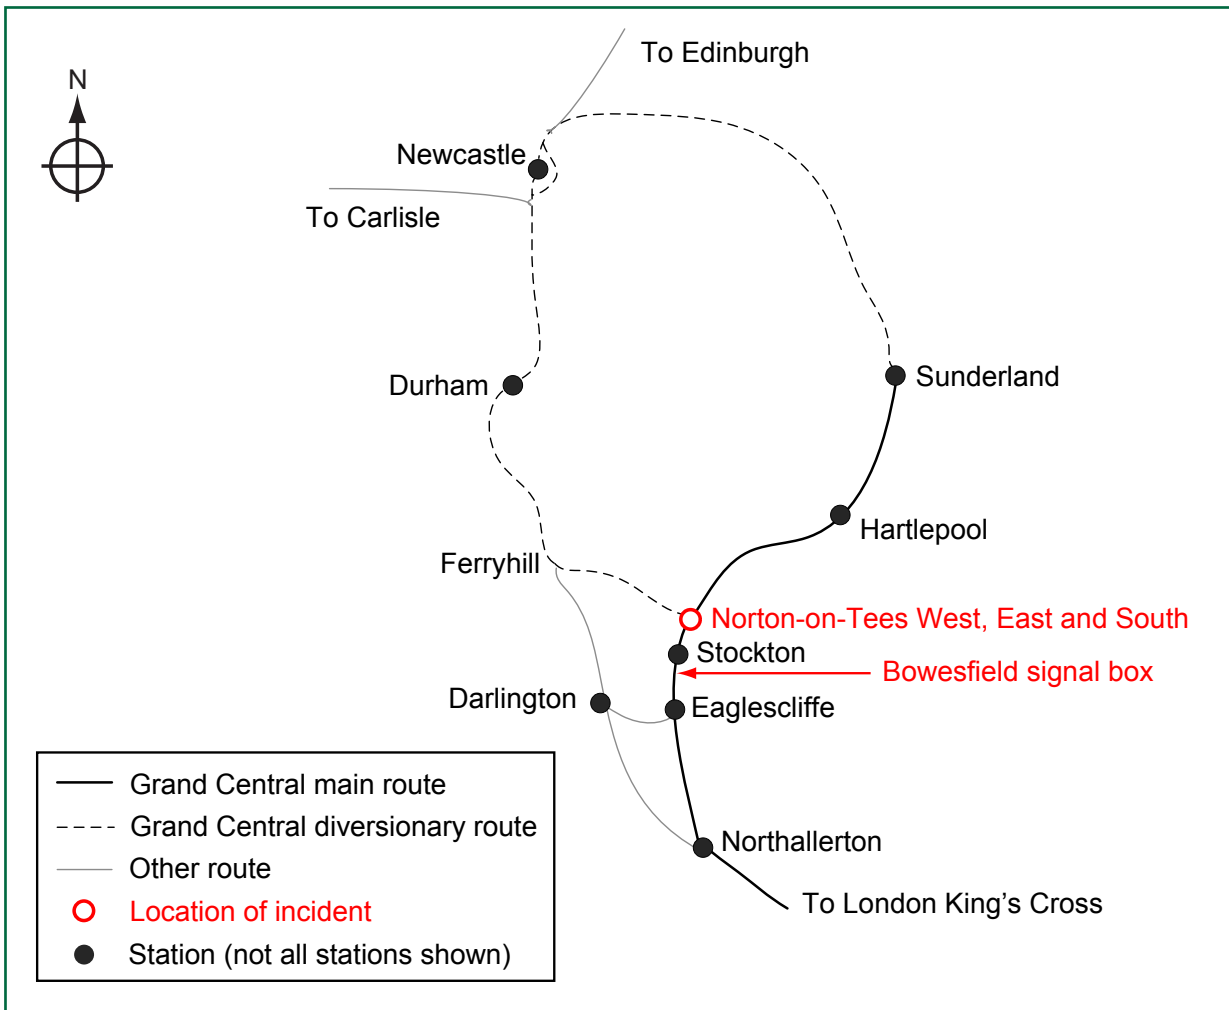 To Edinburgh
N
Newcastle
To Carlisle
Durham
Sunderland
Hartlepool
Ferryhill
Norton-on-Tees West, East and South
Stockton
Bowesfield signal box
Darlington
Eaglescliffe
Northallerton
To London King's Cross
Grand Central main route
Grand Central diversionary route
Other route
Location of incident
Station (not all stations shown)